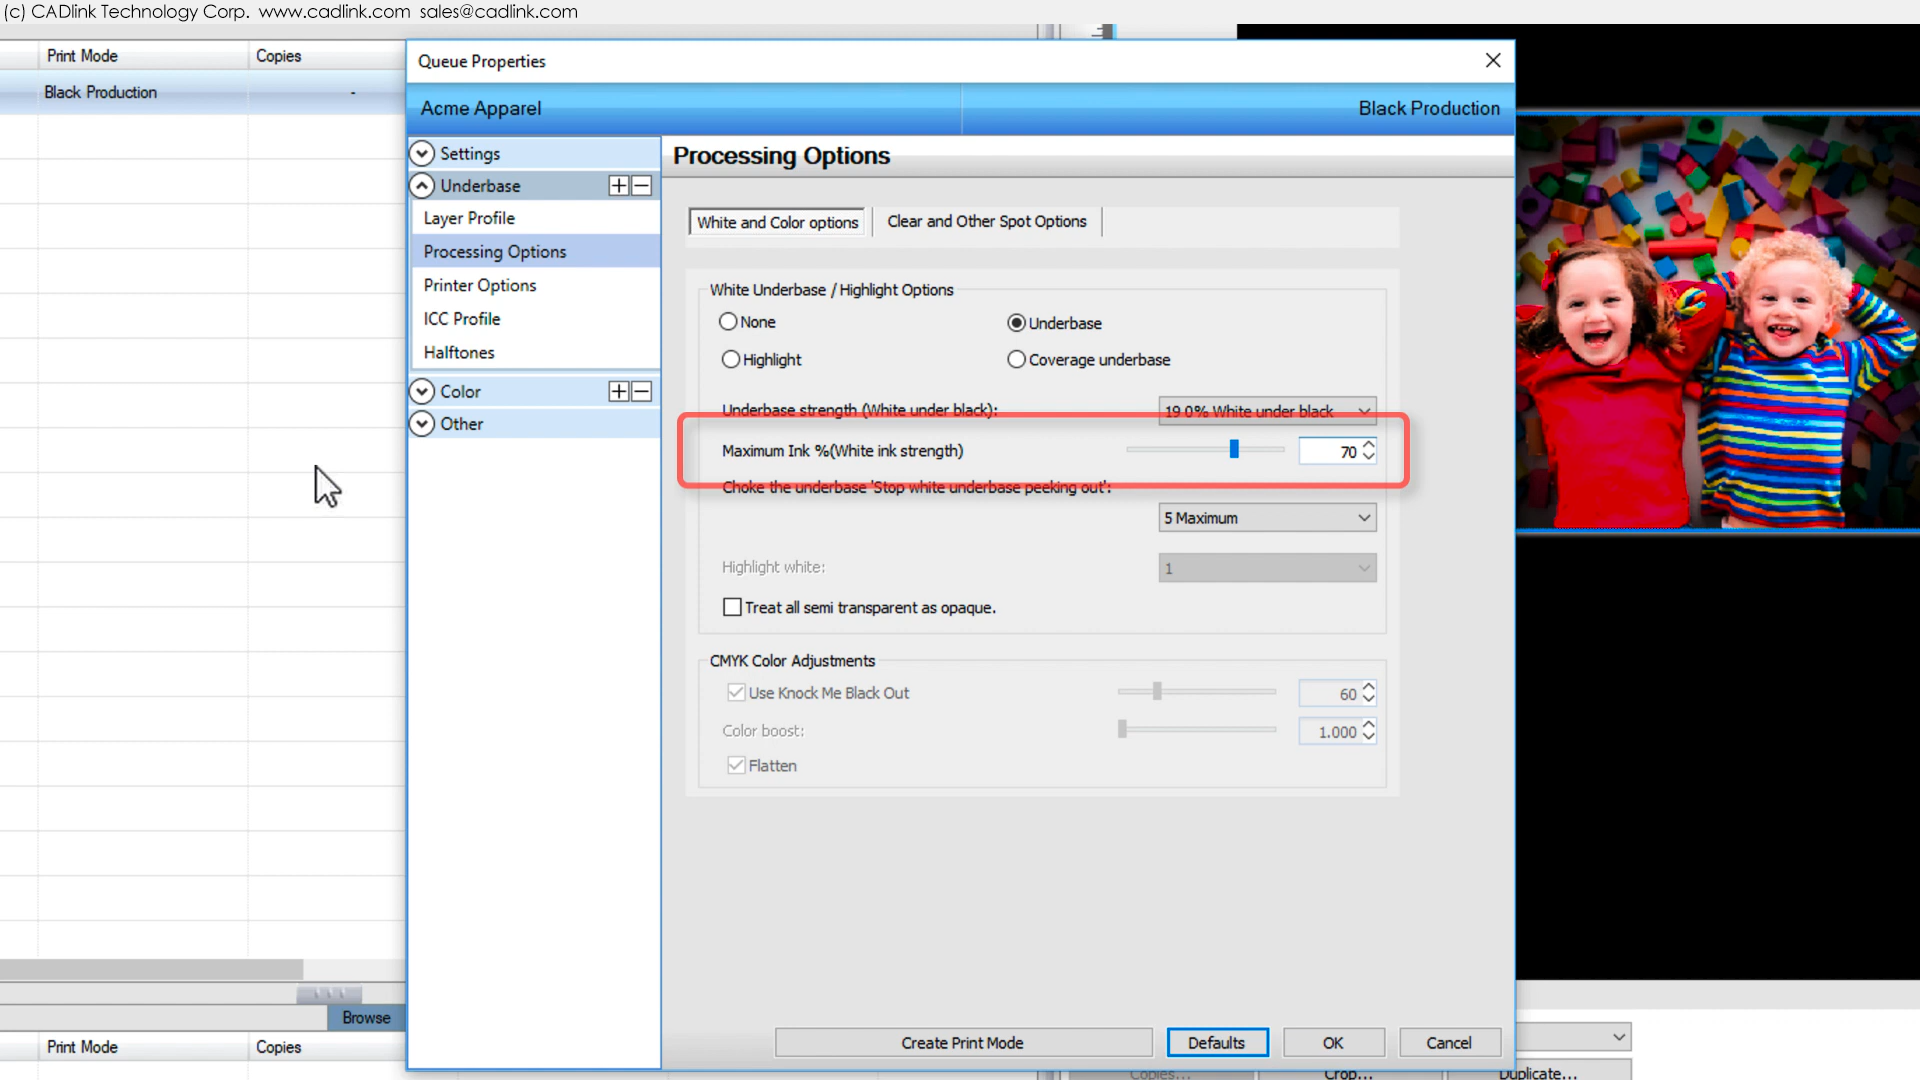 (c) CADlink Technology Corp. www.cadlink.com sales@cadlink.com
Print Mode Copies
Black Production -
Queue Properties
Acme Apparel Black Production
Settings
Underbase
Layer Profile
Processing Options
Printer Options
ICC Profile
Halftones
Color
Other
Processing Options
White and Color options Clear and Other Spot Options
White Underbase / Highlight Options
None Underbase
Highlight Coverage underbase
Underbase strength (White under black): 19 0% White under black
Maximum Ink %(White ink strength) 70
Choke the underbase 'Stop white underbase peeking out':
5 Maximum
Highlight white: 1
Treat all semi transparent as opaque.
CMYK Color Adjustments
Use Knock Me Black Out 60
Color boost: 1.000
Flatten
Create Print Mode Defaults OK Cancel
Browse
Print Mode Copies
Copies... Crop... Duplicate...